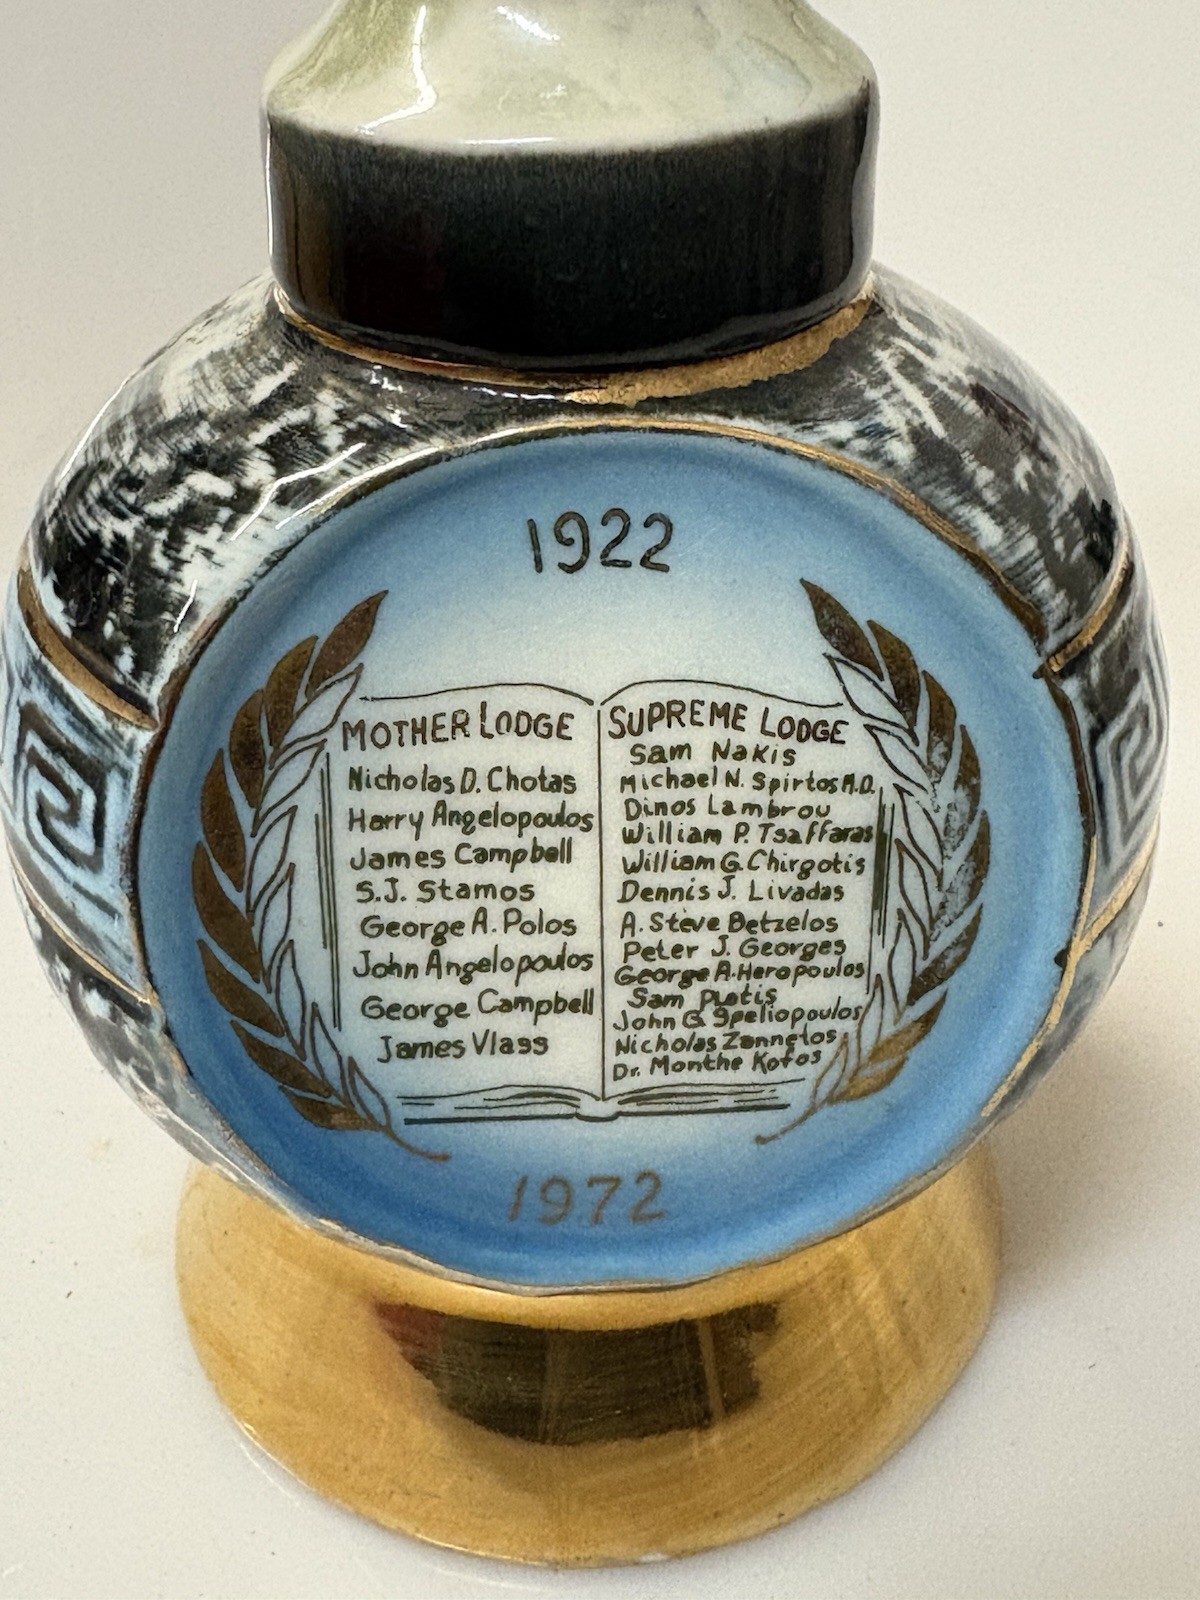 1922
MOTHER LODGE
Nicholas D. Chotas
Harry Angelopoulos
James Campbell
S.J. Stamos
George A. Polos
John Angelopoulos
George Campbell
James Vlass
SUPREME LODGE
Sam Nakis
Michael N. Spirtos M.D.
Dinos Lambrou
William P. Tsaffaras
William G. Chirgotis
Dennis J. Livadas
A. Steve Betzelos
Peter J. Georges
George A. Heropoulos
Sam Platis
John G. Speliopoulos
Nicholas Zannetos
Dr. Monthe Kofos
1972